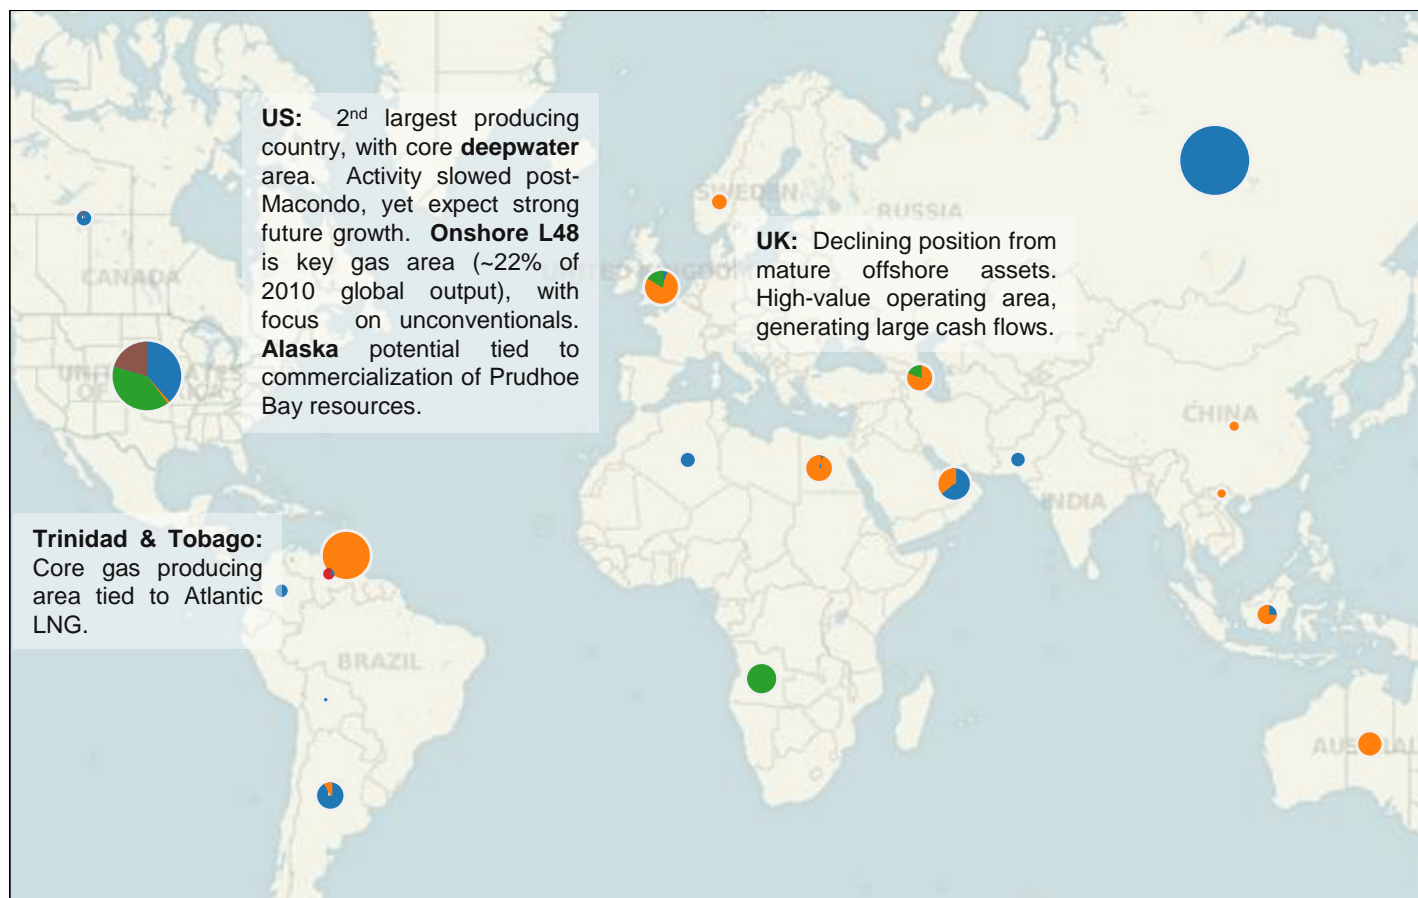 US: 2nd largest producing
country, with core deepwater
area. Activity slowed post-
Macondo, yet expect strong
future growth. Onshore L48
is key gas area (~22% of
2010 global output), with
focus on unconventionals.
Alaska potential tied to
commercialization of Prudhoe
Bay resources.
SWEDEN
RUSSIA
UK: Declining position from
mature offshore assets.
High-value operating area,
generating large cash flows.
CANADA
CHINA
INDIA
Trinidad & Tobago:
Core gas producing
area tied to Atlantic
LNG.
BRAZIL